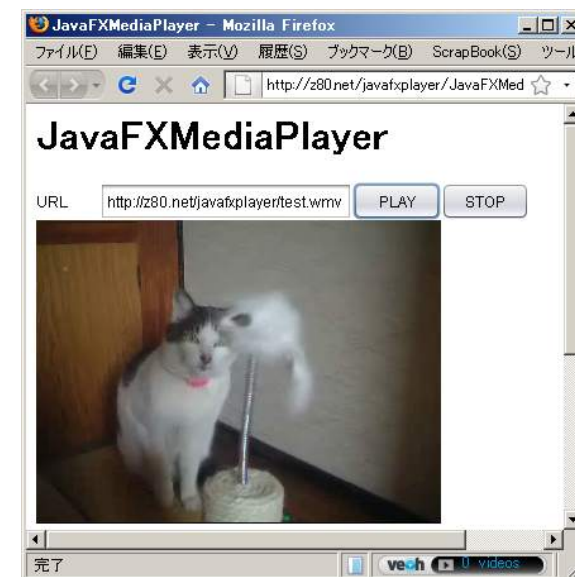 JavaFXMediaPlayer - Mozilla Firefox
ファイル(F) 編集(E) 表示(V) 履歴(S) ブックマーク(B) ScrapBook(S) ツール
http://z80.net/javafxplayer/JavaFXMed
JavaFXMediaPlayer
URL http://z80.net/javafxplayer/test.wmv PLAY STOP
完了 veoh 0 videos